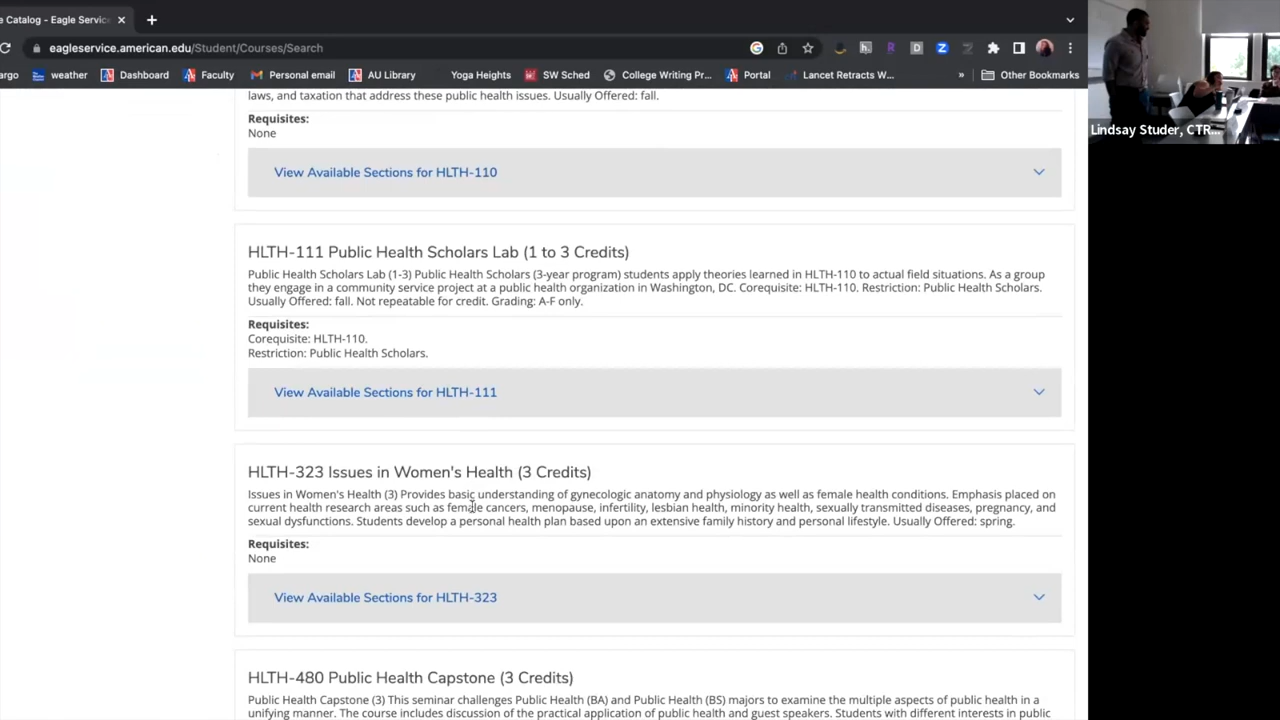 e Catalog - Eagle Servic
eagleservice.american.edu/Student/Courses/Search
argo weather Dashboard Faculty Personal email AU Library Yoga Heights SW Sched College Writing Pr... Portal Lancet Retracts W... » Other Bookmarks
Lindsay Studer, CTR...
laws, and taxation that address these public health issues. Usually Offered: fall.
Requisites:
None
View Available Sections for HLTH-110
HLTH-111 Public Health Scholars Lab (1 to 3 Credits)
Public Health Scholars Lab (1-3) Public Health Scholars (3-year program) students apply theories learned in HLTH-110 to actual field situations. As a group
they engage in a community service project at a public health organization in Washington, DC. Corequisite: HLTH-110. Restriction: Public Health Scholars.
Usually Offered: fall. Not repeatable for credit. Grading: A-F only.
Requisites:
Corequisite: HLTH-110.
Restriction: Public Health Scholars.
View Available Sections for HLTH-111
HLTH-323 Issues in Women's Health (3 Credits)
Issues in Women's Health (3) Provides basic understanding of gynecologic anatomy and physiology as well as female health conditions. Emphasis placed on
current health research areas such as female cancers, menopause, infertility, lesbian health, minority health, sexually transmitted diseases, pregnancy, and
sexual dysfunctions. Students develop a personal health plan based upon an extensive family history and personal lifestyle. Usually Offered: spring.
Requisites:
None
View Available Sections for HLTH-323
HLTH-480 Public Health Capstone (3 Credits)
Public Health Capstone (3) This seminar challenges Public Health (BA) and Public Health (BS) majors to examine the multiple aspects of public health in a
unifying manner. The course includes discussion of the practical application of public health and guest speakers. Students with different interests in public